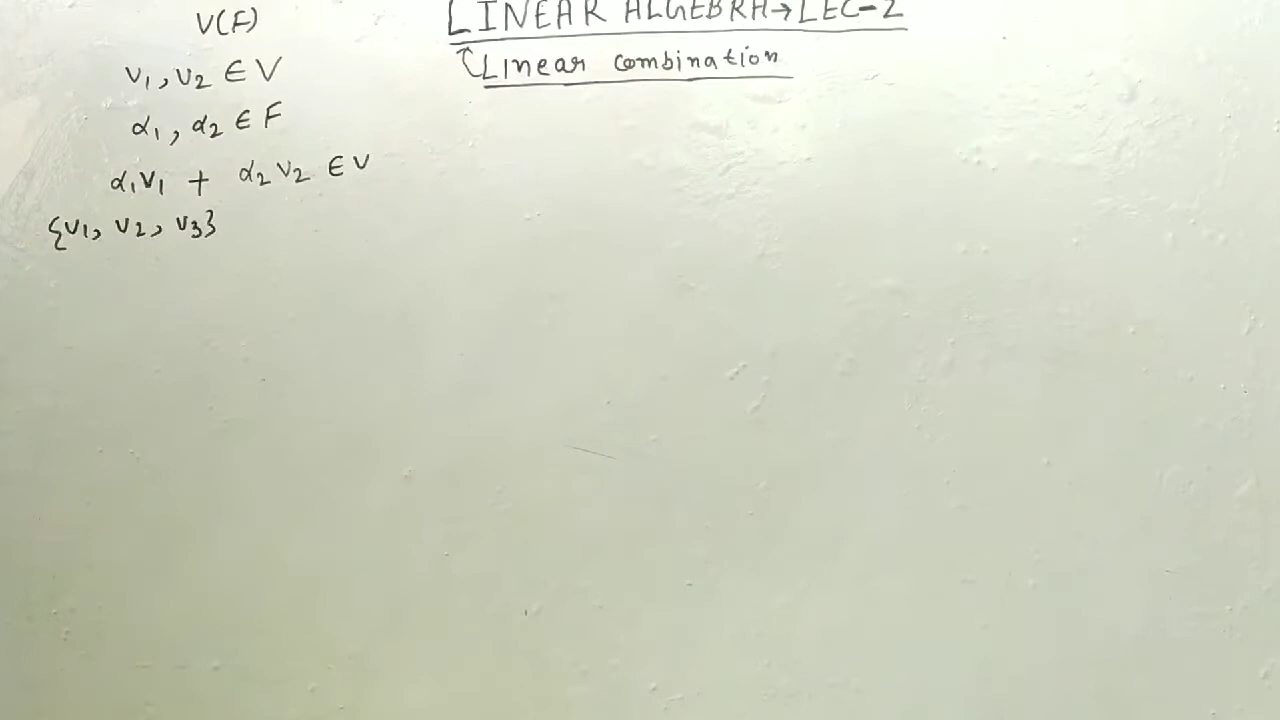 LINEAR ALGEBRA→LEC-2
Linear combination
V(F)
v₁, v₂ ∈ V
α₁, α₂ ∈ F
α₁v₁ + α₂v₂ ∈ V
{v₁, v₂, v₃}